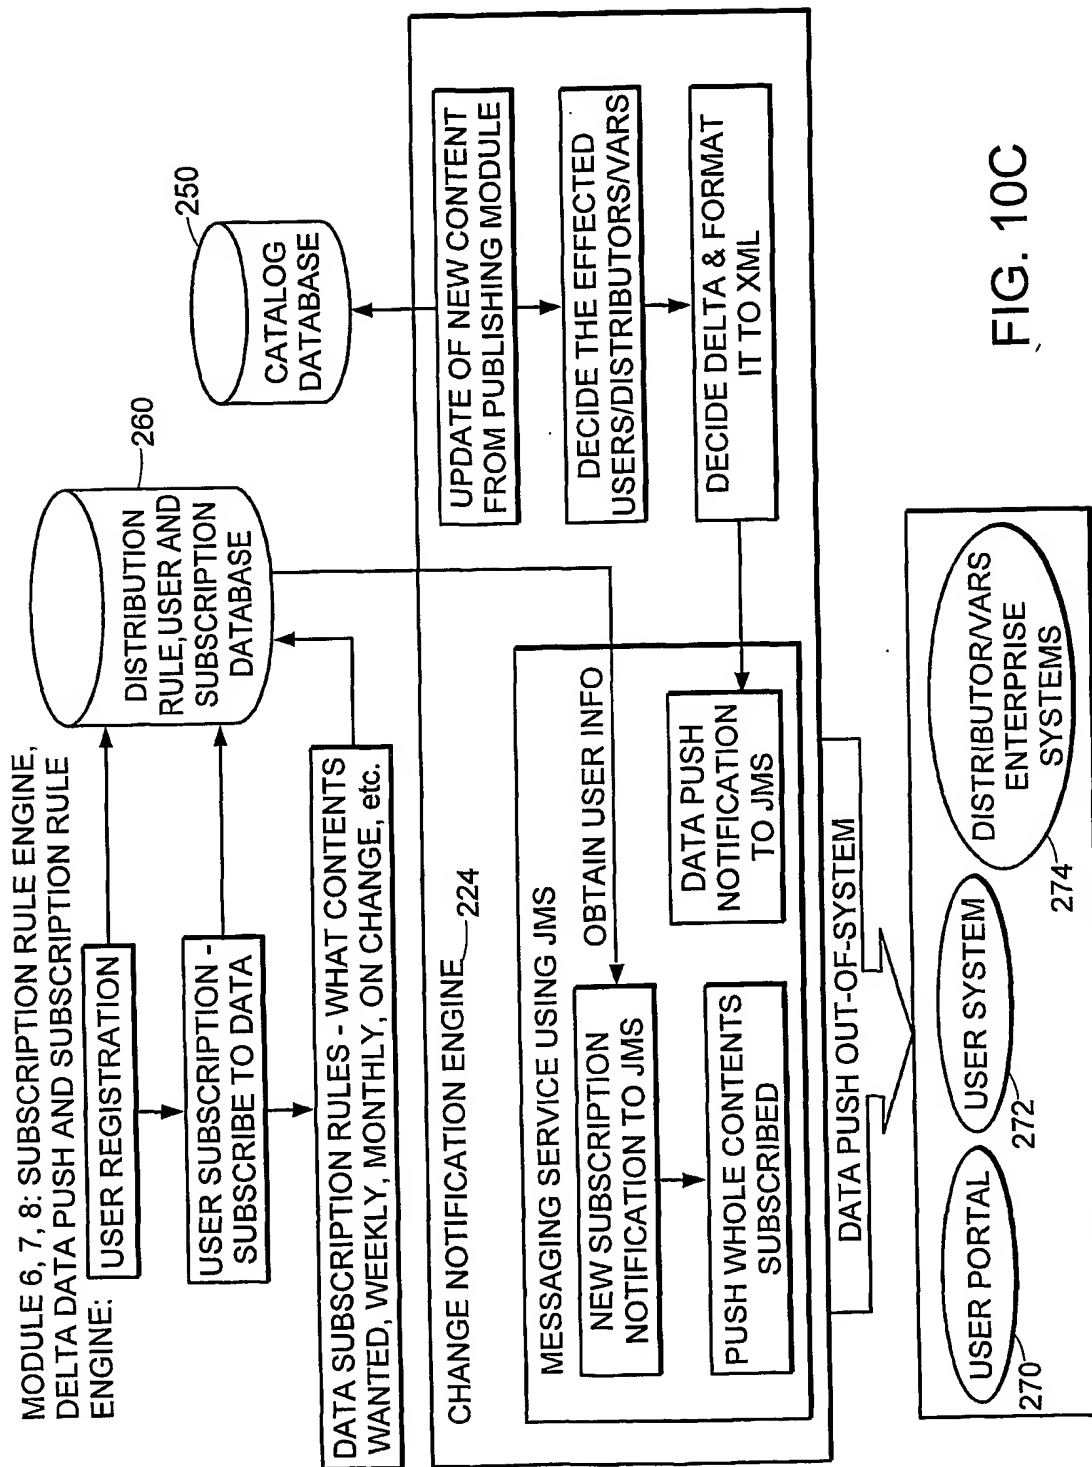 MODULE 6, 7, 8: SUBSCRIPTION RULE ENGINE,
DELTA DATA PUSH AND SUBSCRIPTION RULE
ENGINE:
USER REGISTRATION
USER SUBSCRIPTION -
SUBSCRIBE TO DATA
DATA SUBSCRIPTION RULES - WHAT CONTENTS
WANTED, WEEKLY, MONTHLY, ON CHANGE, etc.
260
DISTRIBUTION
RULE,USER AND
SUBSCRIPTION
DATABASE
250
CATALOG
DATABASE
CHANGE NOTIFICATION ENGINE
224
MESSAGING SERVICE USING JMS
OBTAIN USER INFO
NEW SUBSCRIPTION
NOTIFICATION TO JMS
PUSH WHOLE CONTENTS
SUBSCRIBED
DATA PUSH
NOTIFICATION
TO JMS
UPDATE OF NEW CONTENT
FROM PUBLISHING MODULE
DECIDE THE EFFECTED
USERS/DISTRIBUTORS/VARS
DECIDE DELTA & FORMAT
IT TO XML
DATA PUSH OUT-OF-SYSTEM
USER PORTAL
270
USER SYSTEM
272
DISTRIBUTOR/VARS
ENTERPRISE
SYSTEMS
274
FIG. 10C